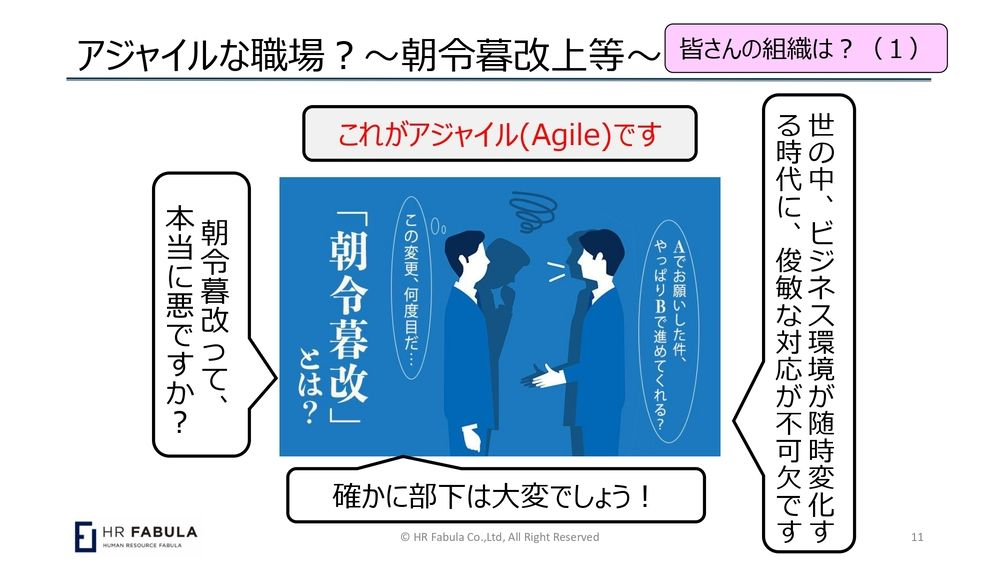 アジャイルな職場？～朝令暮改上等～
皆さんの組織は？（１）
これがアジャイル(Agile)です
世の中、ビジネス環境が随時変化す
る時代に、俊敏な対応が不可欠です
朝令暮改って、
本当に悪ですか？
Aでお願いした件、
やっぱりBで進めてくれる？
この変更、何度目だ…
「朝令暮改」
とは？
確かに部下は大変でしょう！
HR FABULA
HUMAN RESOURCE FABULA
© HR Fabula Co.,Ltd, All Right Reserved
11